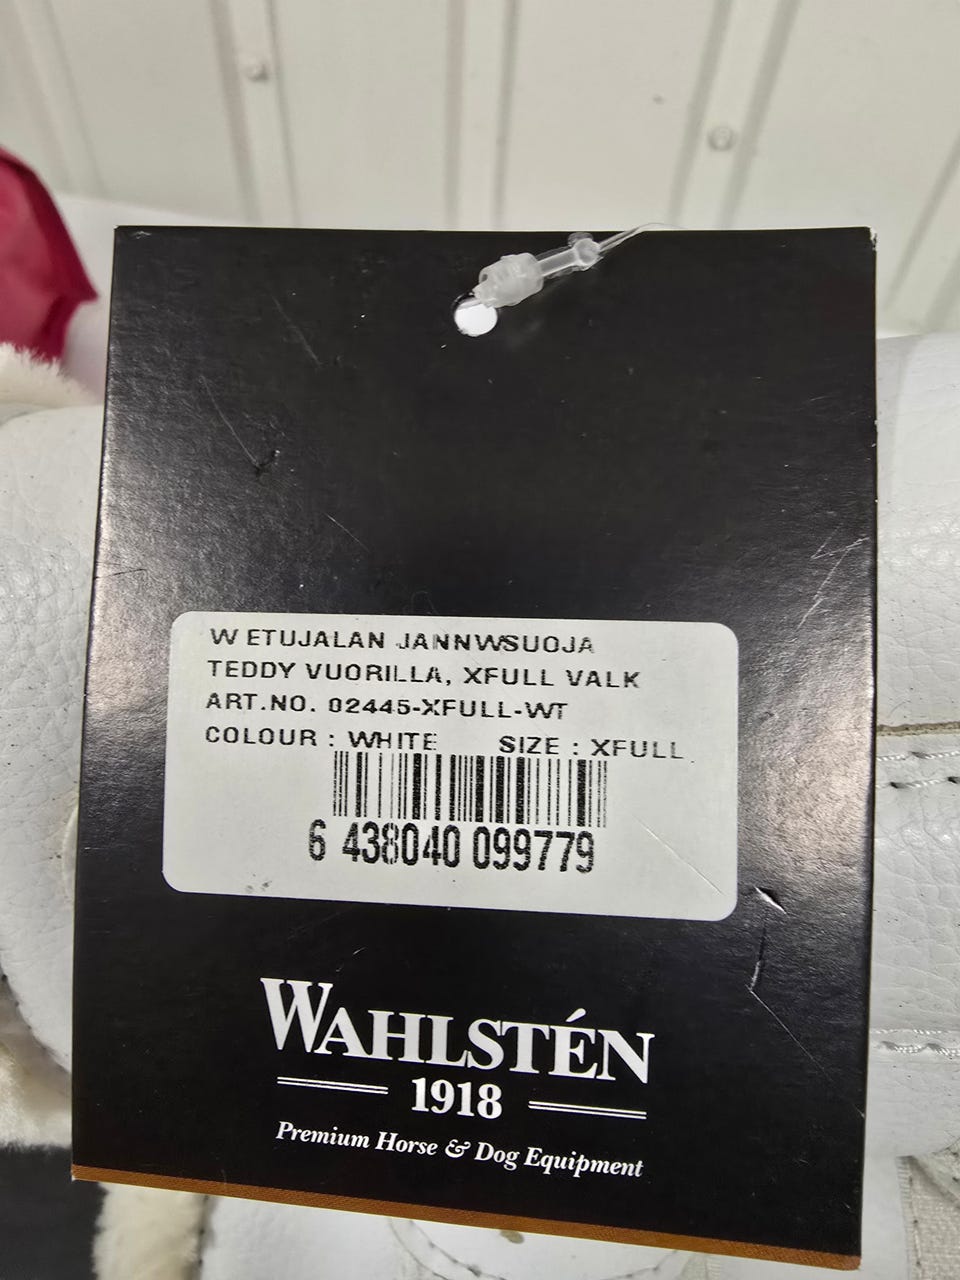 W ETUJALAN JANNWSUOJA
TEDDY VUORILLA, XFULL VALK
ART.NO. 02445-XFULL-WT
COLOUR : WHITE SIZE : XFULL
6 438040 099779
WAHLSTÉN
1918
Premium Horse & Dog Equipment